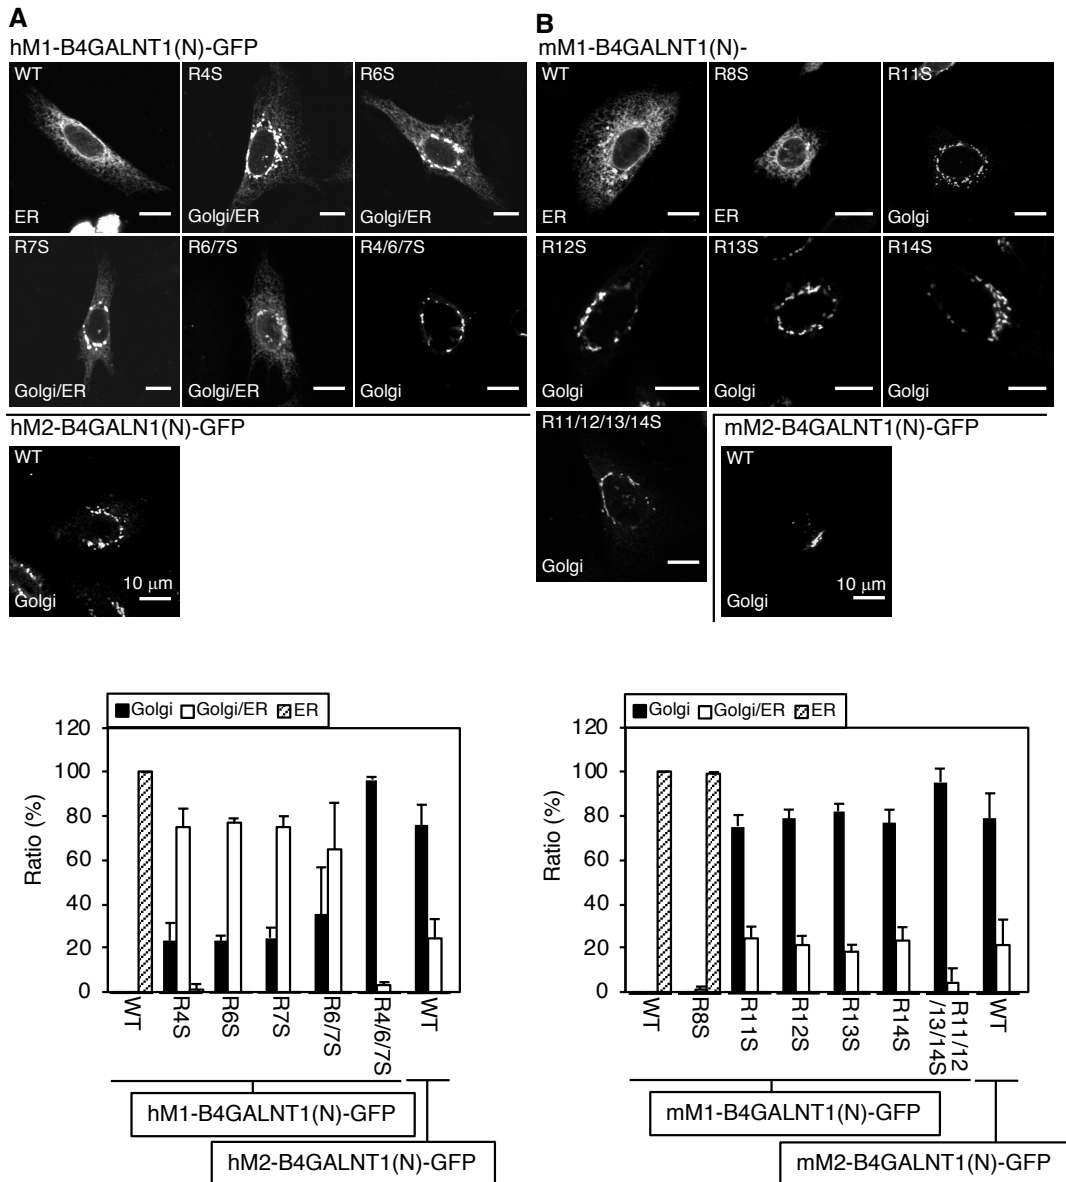 A
hM1-B4GALNT1(N)-GFP
WT
R4S
R6S
ER
Golgi/ER
Golgi/ER
R7S
R6/7S
R4/6/7S
Golgi/ER
Golgi/ER
Golgi
hM2-B4GALN1(N)-GFP
WT
10 μm
Golgi
B
mM1-B4GALNT1(N)-
WT
R8S
R11S
ER
ER
Golgi
R12S
R13S
R14S
Golgi
Golgi
Golgi
R11/12/13/14S
Golgi
mM2-B4GALNT1(N)-GFP
WT
10 μm
Golgi
Golgi Golgi/ER ER
Ratio (%)
120
100
80
60
40
20
0
WT
R4S
R6S
R7S
R6/7S
R4/6/7S
WT
hM1-B4GALNT1(N)-GFP
hM2-B4GALNT1(N)-GFP
Golgi Golgi/ER ER
Ratio (%)
120
100
80
60
40
20
0
WT
R8S
R11S
R12S
R13S
R14S
R11/12
/13/14S
WT
mM1-B4GALNT1(N)-GFP
mM2-B4GALNT1(N)-GFP